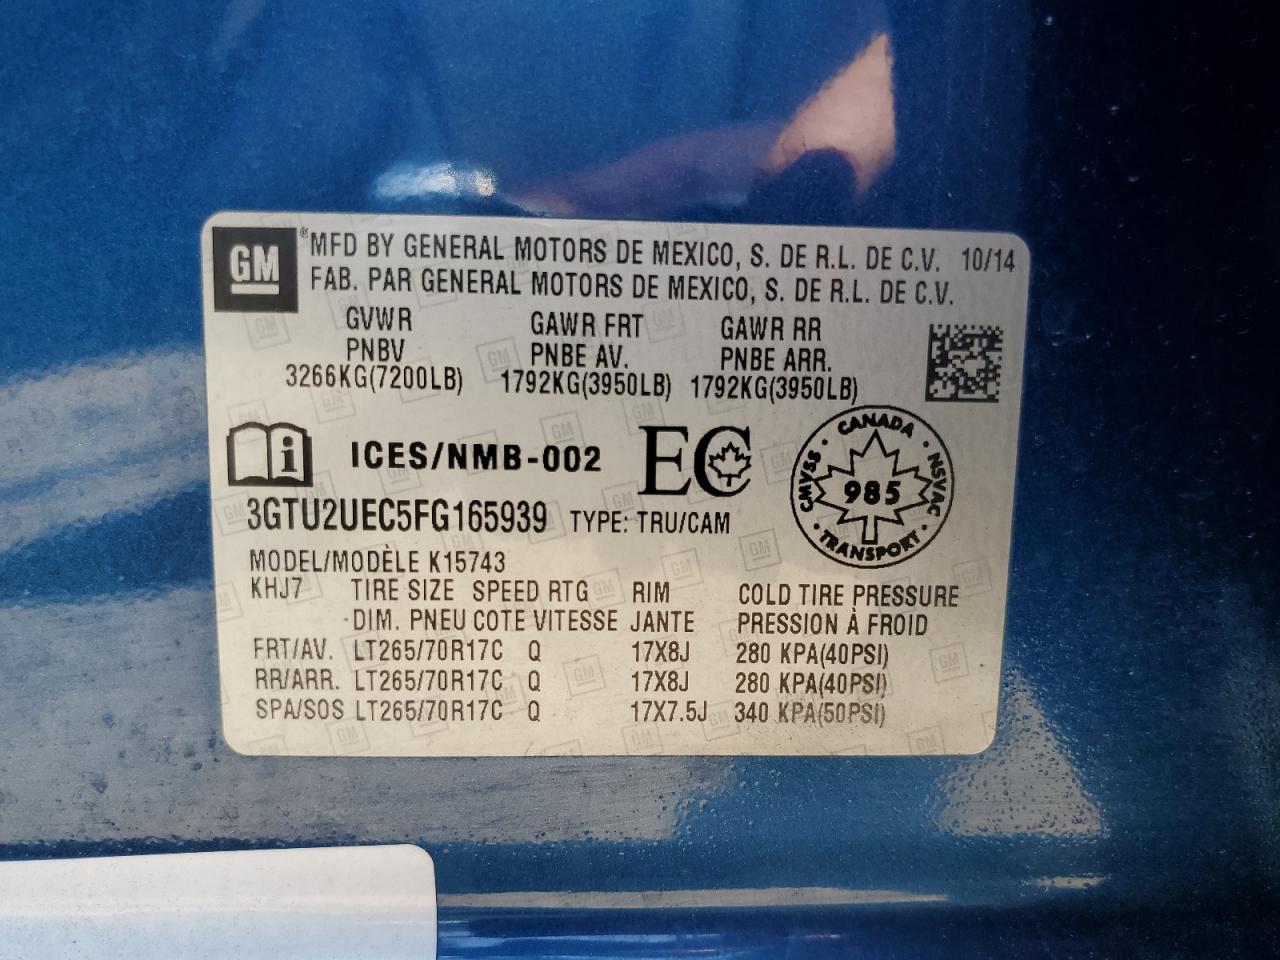 GM ® MFD BY GENERAL MOTORS DE MEXICO, S. DE R.L. DE C.V. 10/14
FAB. PAR GENERAL MOTORS DE MEXICO, S. DE R.L. DE C.V.
GVWR GAWR FRT GAWR RR
PNBV PNBE AV. PNBE ARR.
3266KG(7200LB) 1792KG(3950LB) 1792KG(3950LB)
ICES/NMB-002 EC
CANADA
CMVSS 985 NSVAC
TRANSPORT
3GTU2UEC5FG165939 TYPE: TRU/CAM
MODEL/MODÈLE K15743
KHJ7 TIRE SIZE SPEED RTG RIM COLD TIRE PRESSURE
DIM. PNEU COTE VITESSE JANTE PRESSION À FROID
FRT/AV. LT265/70R17C Q 17X8J 280 KPA(40PSI)
RR/ARR. LT265/70R17C Q 17X8J 280 KPA(40PSI)
SPA/SOS LT265/70R17C Q 17X7.5J 340 KPA(50PSI)